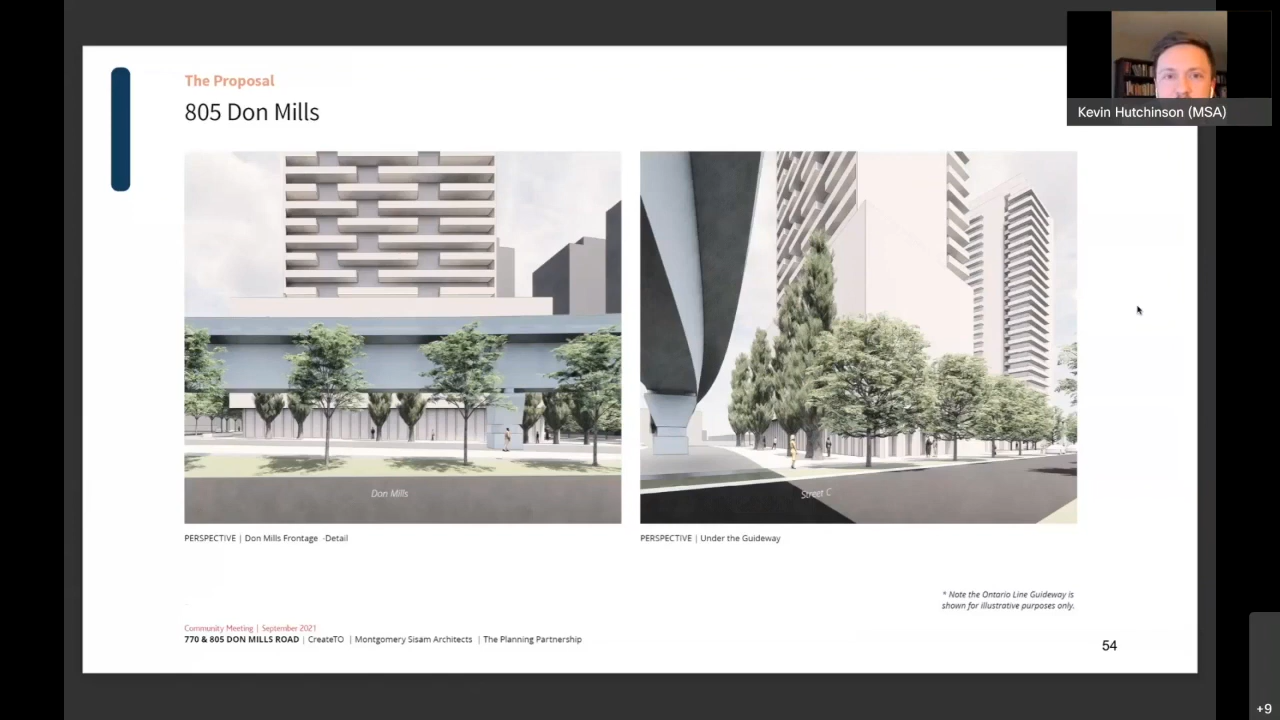 The Proposal
805 Don Mills
Kevin Hutchinson (MSA)
Don Mills
Street C
PERSPECTIVE | Don Mills Frontage -Detail
PERSPECTIVE | Under the Guideway
* Note the Ontario Line Guideway is
shown for illustrative purposes only.
Community Meeting | September 2021
770 & 805 DON MILLS ROAD | CreateTO | Montgomery Sisam Architects | The Planning Partnership
54
+9